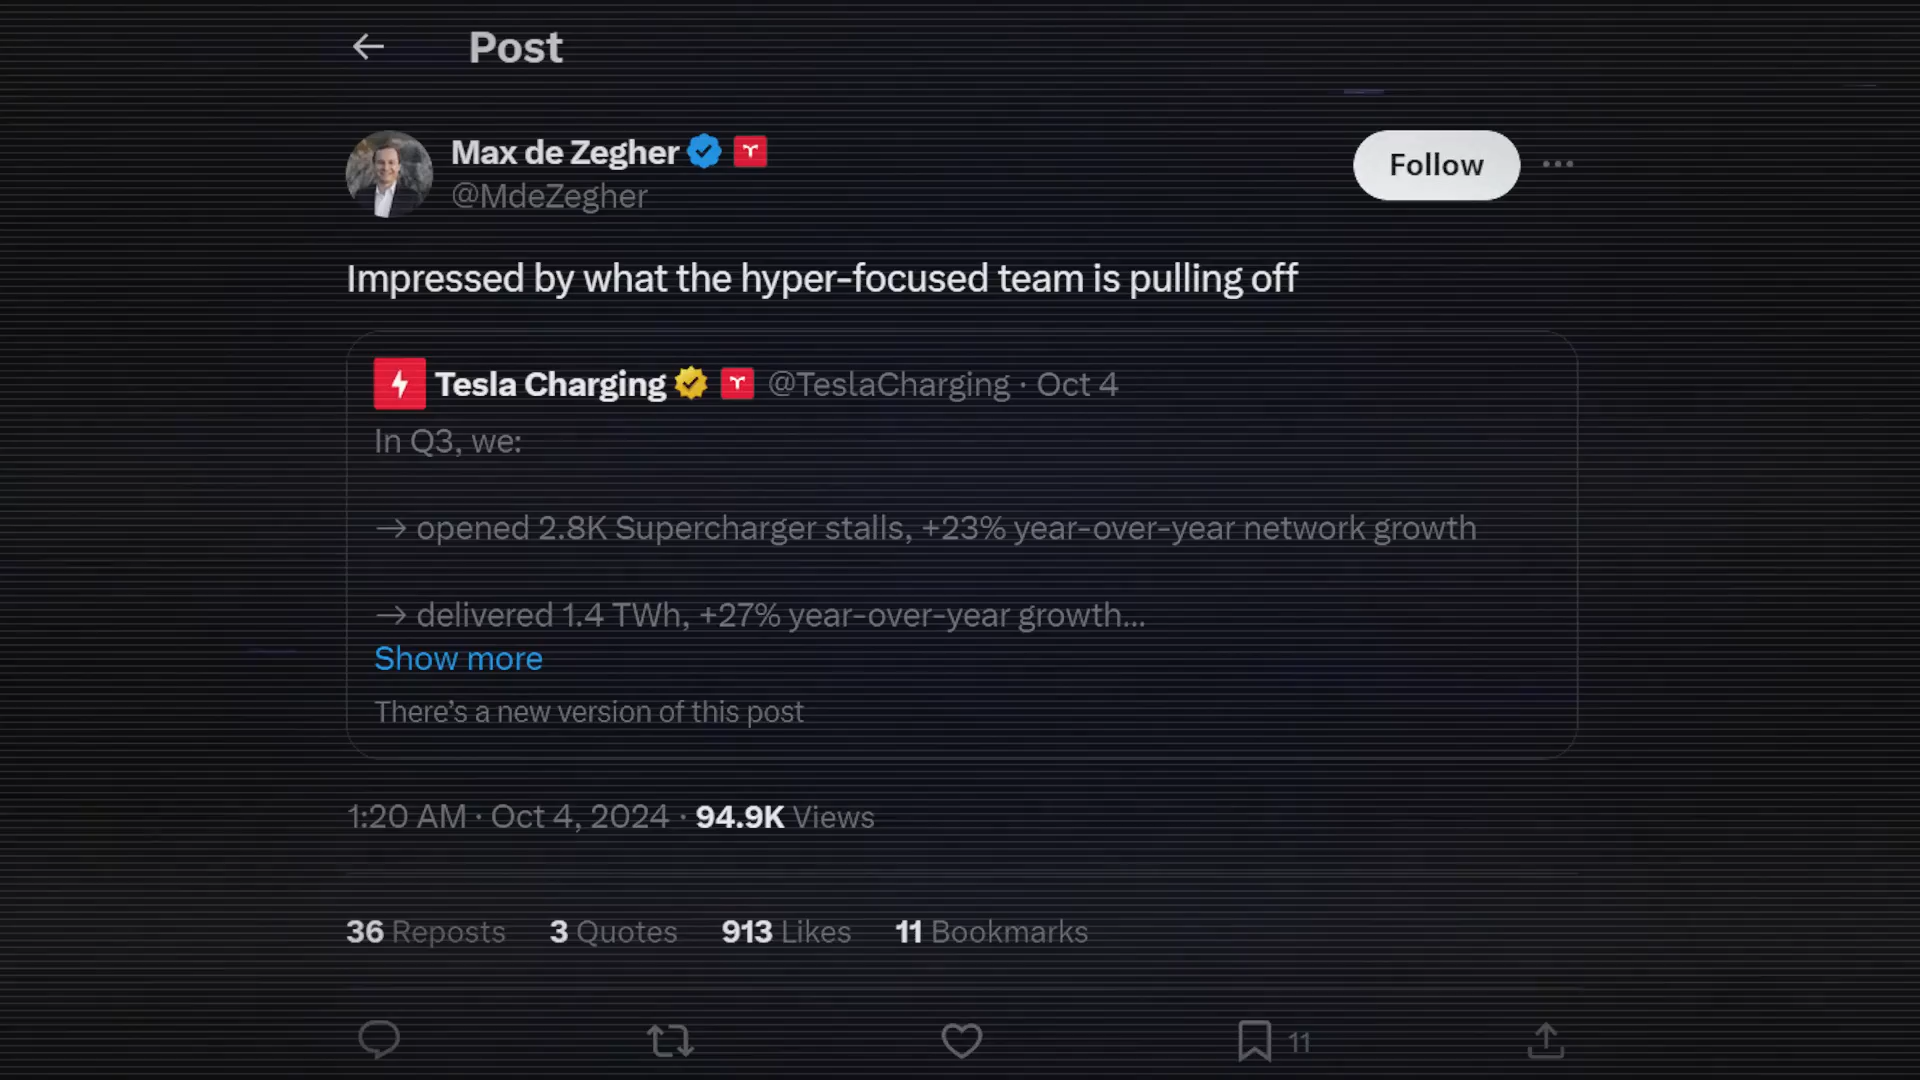 Post
Max de Zegher
Follow
@MdeZegher
Impressed by what the hyper-focused team is pulling off
Tesla Charging @TeslaCharging · Oct 4
In Q3, we:
→ opened 2.8K Supercharger stalls, +23% year-over-year network growth
→ delivered 1.4 TWh, +27% year-over-year growth...
Show more
There's a new version of this post
1:20 AM · Oct 4, 2024 · 94.9K Views
36 Reposts 3 Quotes 913 Likes 11 Bookmarks
11